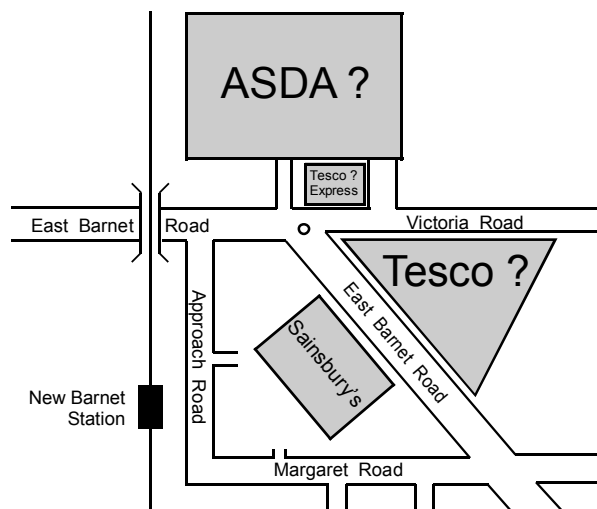 ASDA ?
Tesco ?
Express
East Barnet Road
Victoria Road
Tesco ?
East Barnet Road
Sainsbury's
Approach Road
New Barnet
Station
Margaret Road